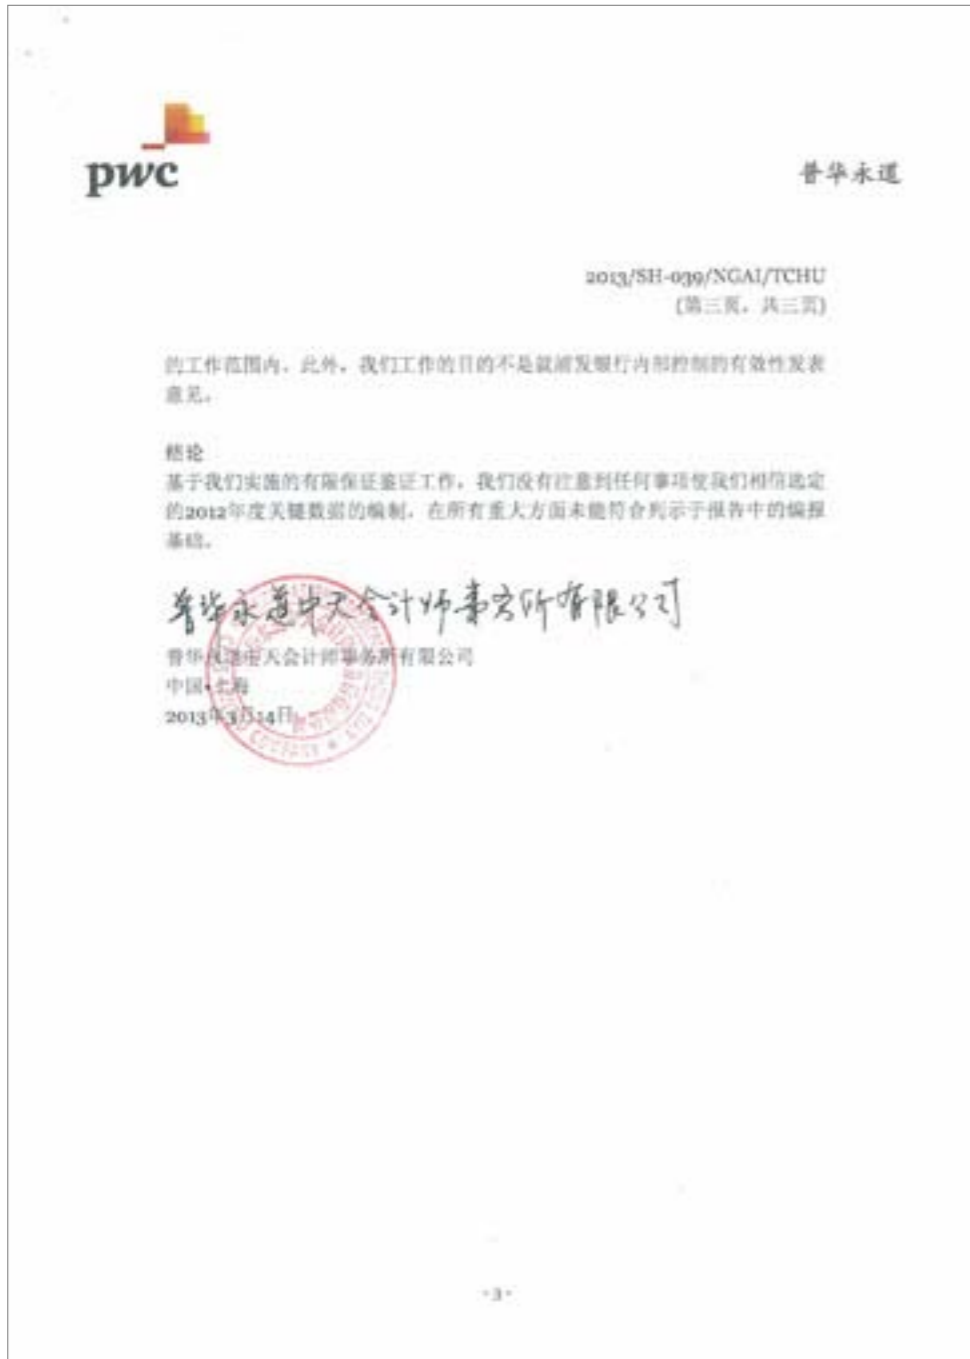 pwc
普华永道
2013/SH-039/NGAI/TCHU
(第三页，共三页)
的工作范围内。此外，我们工作的目的不是就浦发银行内部控制的有效性发表
意见。
结论
基于我们实施的有限保证鉴证工作，我们没有注意到任何事项使我们相信选定
的2012年度关键数据的编制，在所有重大方面未能符合列示于报告中的编报
基础。
普华永道中天会计师事务所有限公司
普华永道中天会计师事务所有限公司
中国•上海
2013年3月14日
-3-